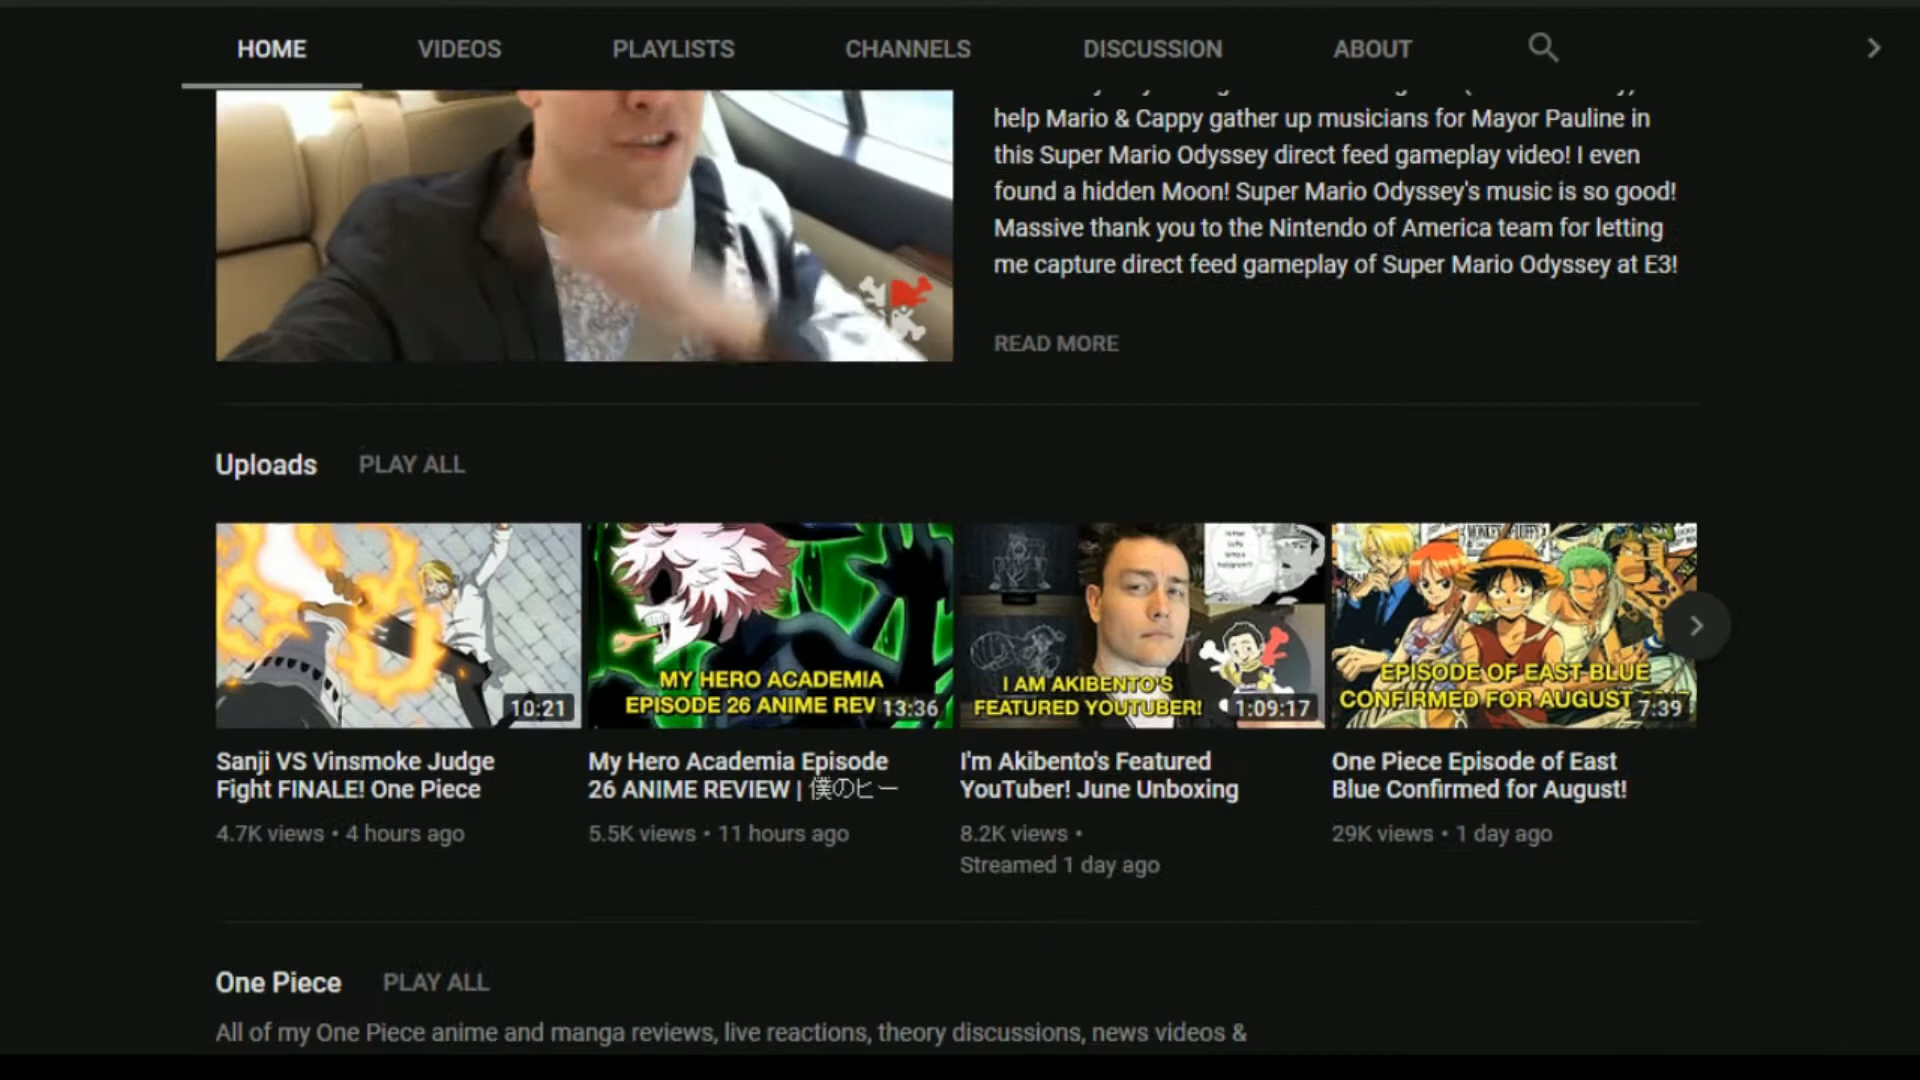 HOME VIDEOS PLAYLISTS CHANNELS DISCUSSION ABOUT
help Mario & Cappy gather up musicians for Mayor Pauline in
this Super Mario Odyssey direct feed gameplay video! I even
found a hidden Moon! Super Mario Odyssey's music is so good!
Massive thank you to the Nintendo of America team for letting
me capture direct feed gameplay of Super Mario Odyssey at E3!
READ MORE
Uploads PLAY ALL
10:21
MY HERO ACADEMIA
EPISODE 26 ANIME REV
13:36
I AM AKIBENTO'S
FEATURED YOUTUBER!
1:09:17
EPISODE OF EAST BLUE
CONFIRMED FOR AUGUST
7:39
Sanji VS Vinsmoke Judge
Fight FINALE! One Piece
4.7K views • 4 hours ago
My Hero Academia Episode
26 ANIME REVIEW | 僕のヒー
5.5K views • 11 hours ago
I'm Akibento's Featured
YouTuber! June Unboxing
8.2K views •
Streamed 1 day ago
One Piece Episode of East
Blue Confirmed for August!
29K views • 1 day ago
One Piece PLAY ALL
All of my One Piece anime and manga reviews, live reactions, theory discussions, news videos &